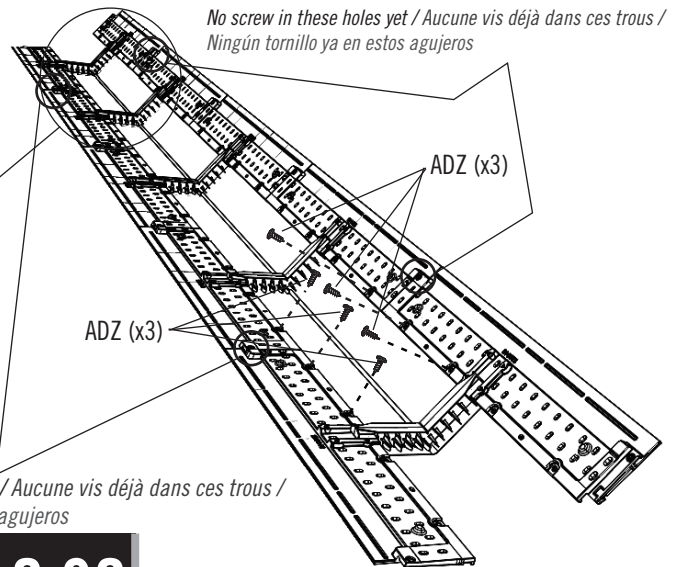 No screw in these holes yet / Aucune vis déjà dans ces trous /
Ningún tornillo ya en estos agujeros
ADZ (x3)
ADZ (x3)
/ Aucune vis déjà dans ces trous /
agujeros